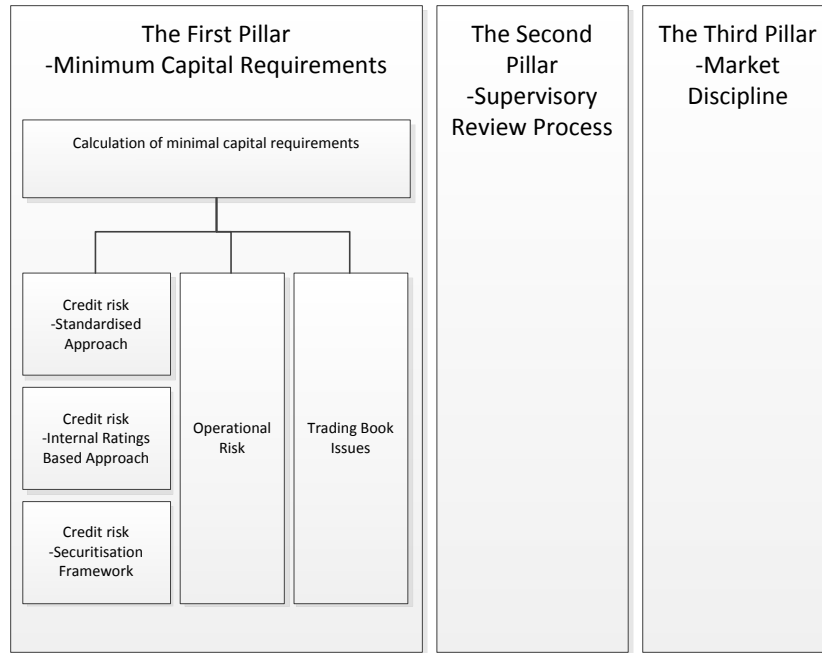 The First Pillar
-Minimum Capital Requirements
Calculation of minimal capital requirements
Credit risk
-Standardised
Approach
Credit risk
-Internal Ratings
Based Approach
Credit risk
-Securitisation
Framework
Operational
Risk
Trading Book
Issues
The Second
Pillar
-Supervisory
Review Process
The Third Pillar
-Market
Discipline